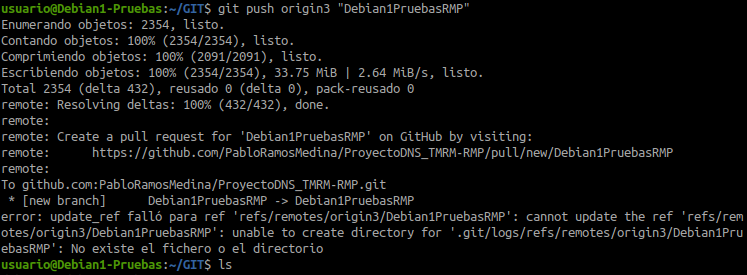 usuario@Debian1-Pruebas:~/GIT$ git push origin3 "Debian1PruebasRMP"
Enumerando objetos: 2354, listo.
Contando objetos: 100% (2354/2354), listo.
Comprimiendo objetos: 100% (2091/2091), listo.
Escribiendo objetos: 100% (2354/2354), 33.75 MiB | 2.64 MiB/s, listo.
Total 2354 (delta 432), reusado 0 (delta 0), pack-reusado 0
remote: Resolving deltas: 100% (432/432), done.
remote:
remote: Create a pull request for 'Debian1PruebasRMP' on GitHub by visiting:
remote:      https://github.com/PabloRamosMedina/ProyectoDNS_TMRM-RMP/pull/new/Debian1PruebasRMP
remote:
To github.com:PabloRamosMedina/ProyectoDNS_TMRM-RMP.git
 * [new branch]      Debian1PruebasRMP -> Debian1PruebasRMP
error: update_ref falló para ref 'refs/remotes/origin3/Debian1PruebasRMP': cannot update the ref 'refs/rem
otes/origin3/Debian1PruebasRMP': unable to create directory for '.git/logs/refs/remotes/origin3/Debian1Pru
ebasRMP': No existe el fichero o el directorio
usuario@Debian1-Pruebas:~/GIT$ ls